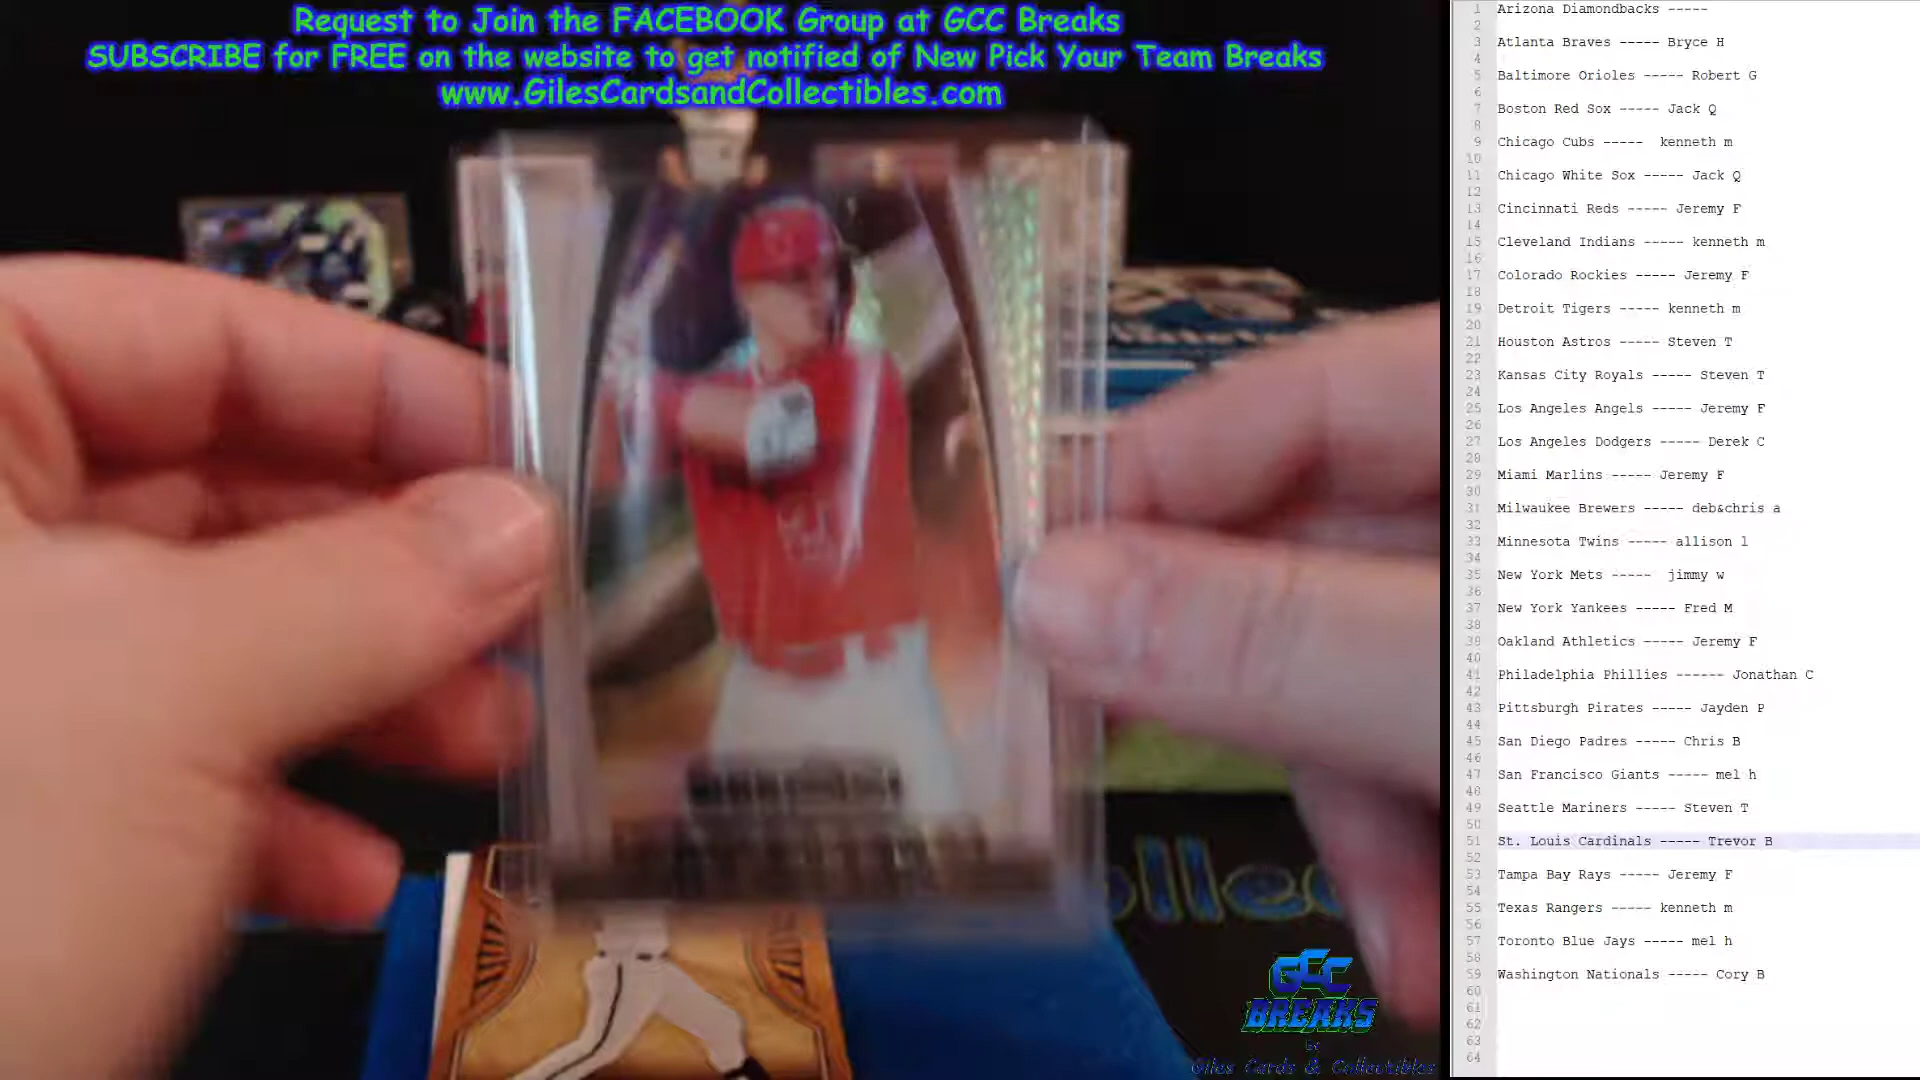 Request to Join the FACEBOOK Group at GCC Breaks
SUBSCRIBE for FREE on the website to get notified of New Pick Your Team Breaks
www.GilesCardsandCollectibles.com
1 Arizona Diamondbacks -----
2
3 Atlanta Braves ----- Bryce H
4
5 Baltimore Orioles ----- Robert G
6
7 Boston Red Sox ----- Jack Q
8
9 Chicago Cubs ----- kenneth m
10
11 Chicago White Sox ----- Jack Q
12
13 Cincinnati Reds ----- Jeremy F
14
15 Cleveland Indians ----- kenneth m
16
17 Colorado Rockies ----- Jeremy F
18
19 Detroit Tigers ----- kenneth m
20
21 Houston Astros ----- Steven T
22
23 Kansas City Royals ----- Steven T
24
25 Los Angeles Angels ----- Jeremy F
26
27 Los Angeles Dodgers ----- Derek C
28
29 Miami Marlins ----- Jeremy F
30
31 Milwaukee Brewers ----- deb&chris a
32
33 Minnesota Twins ----- allison l
34
35 New York Mets ----- jimmy w
36
37 New York Yankees ----- Fred M
38
39 Oakland Athletics ----- Jeremy F
40
41 Philadelphia Phillies ------ Jonathan C
42
43 Pittsburgh Pirates ----- Jayden P
44
45 San Diego Padres ----- Chris B
46
47 San Francisco Giants ----- mel h
48
49 Seattle Mariners ----- Steven T
50
51 St. Louis Cardinals ----- Trevor B
52
53 Tampa Bay Rays ----- Jeremy F
54
55 Texas Rangers ----- kenneth m
56
57 Toronto Blue Jays ----- mel h
58
59 Washington Nationals ----- Cory B
60
61
62
63
64
GCC
BREAKS
Giles Cards & Collectibles